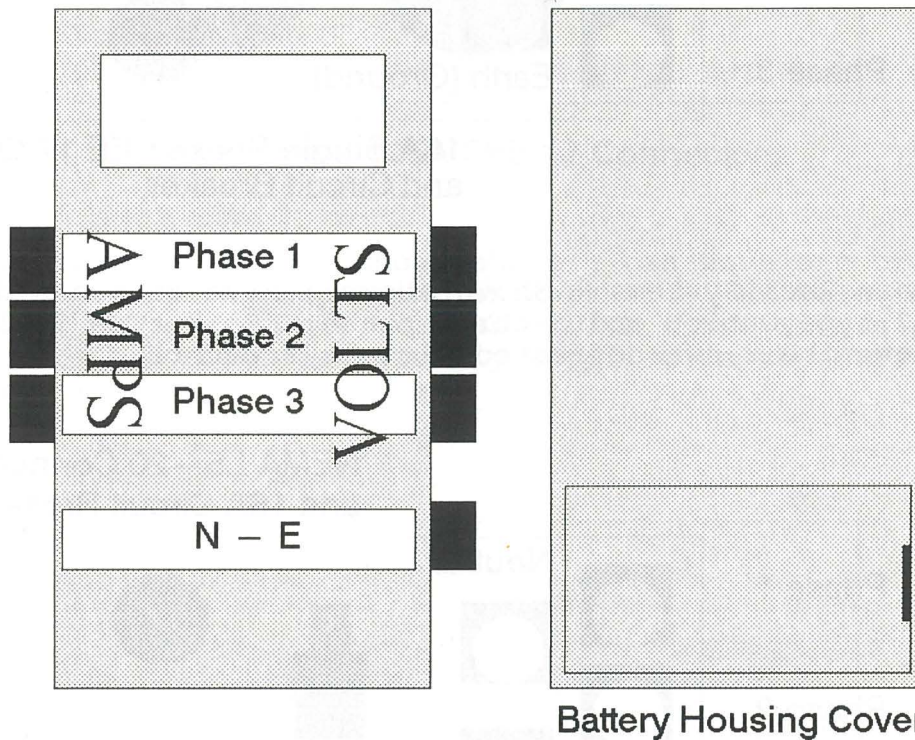 AMPS
Phase 1
Phase 2
Phase 3
VOLTS
N – E
Battery Housing Cover